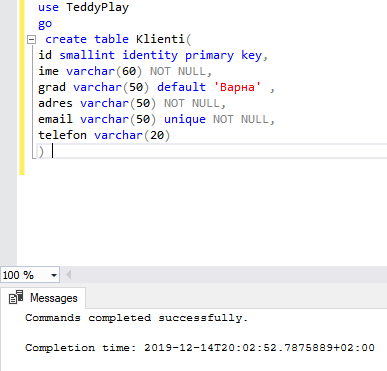 use TeddyPlay
go
create table Klienti(
id smallint identity primary key,
ime varchar(60) NOT NULL,
grad varchar(50) default 'Варна' ,
adres varchar(50) NOT NULL,
email varchar(50) unique NOT NULL,
telefon varchar(20)
)
100 %
Messages
Commands completed successfully.
Completion time: 2019-12-14T20:02:52.7875889+02:00